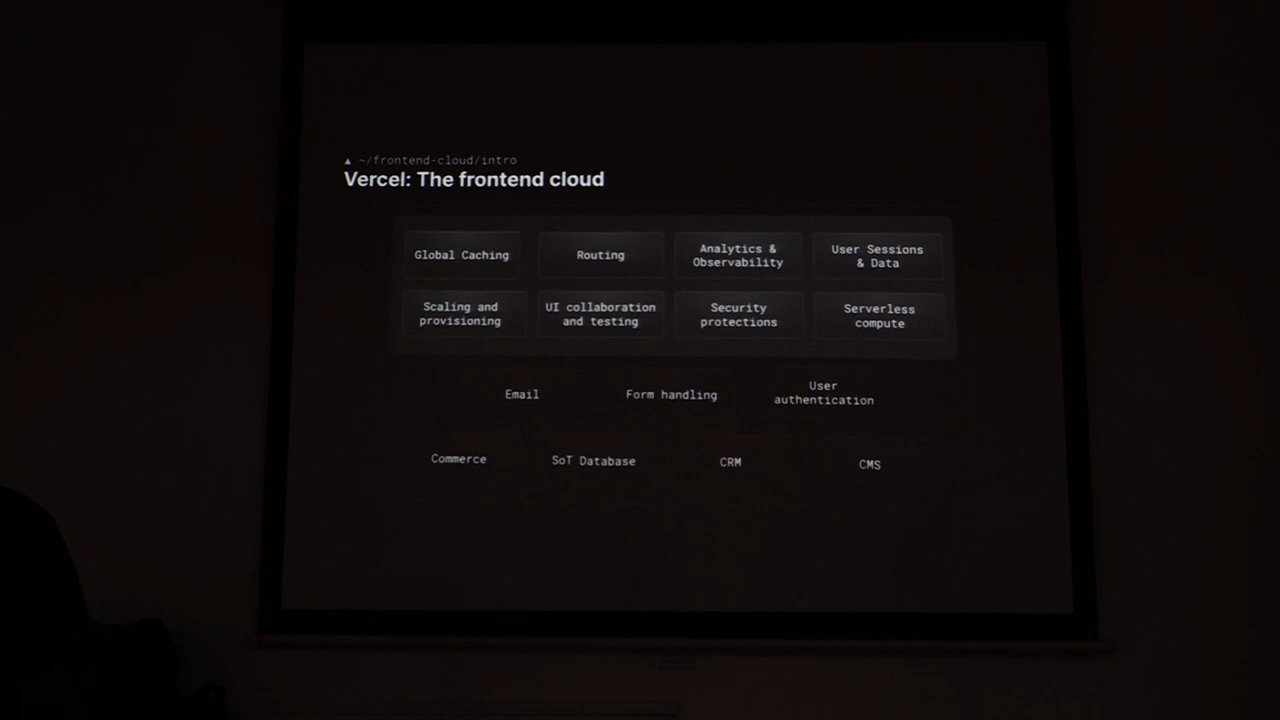 ▲ ~/frontend-cloud/intro
Vercel: The frontend cloud
Global Caching
Routing
Analytics &
Observability
User Sessions
& Data
Scaling and
provisioning
UI collaboration
and testing
Security
protections
Serverless
compute
Email
Form handling
User
authentication
Commerce
SoT Database
CRM
CMS